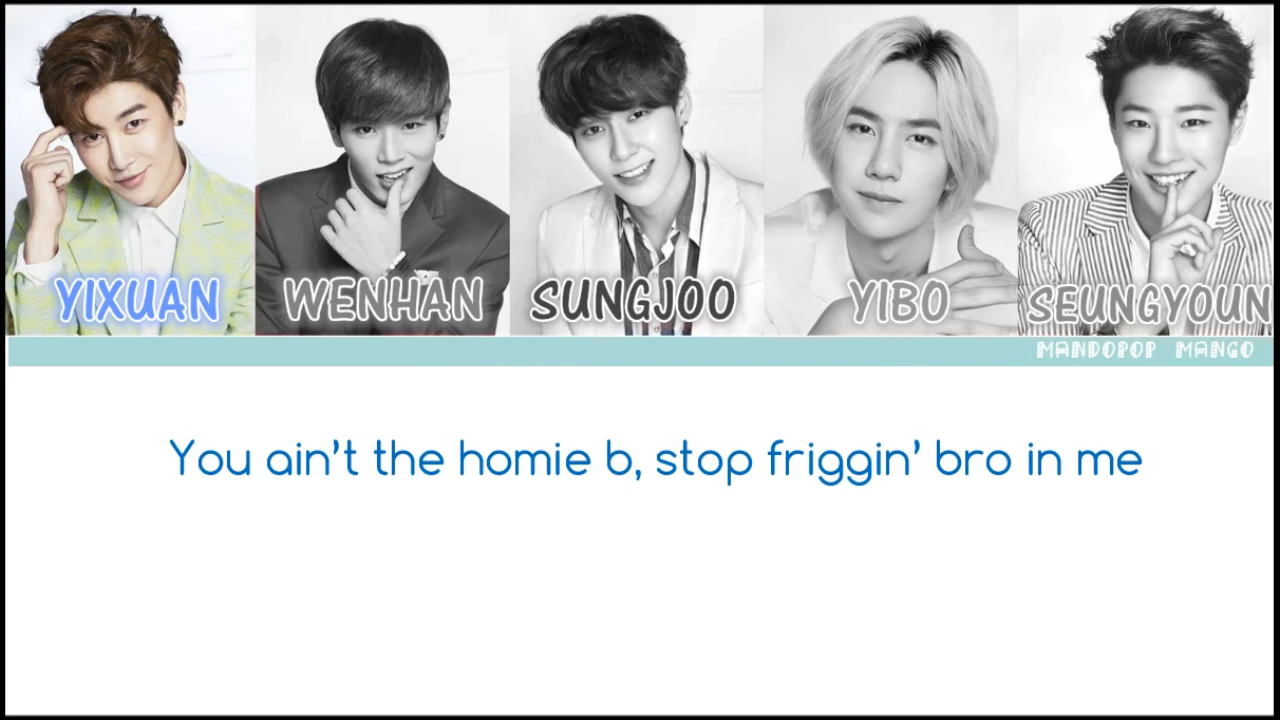 YIXUAN WENHAN SUNGJOO YIBO SEUNGYOUN
MANDOPOP MANGO
You ain't the homie b, stop friggin' bro in me